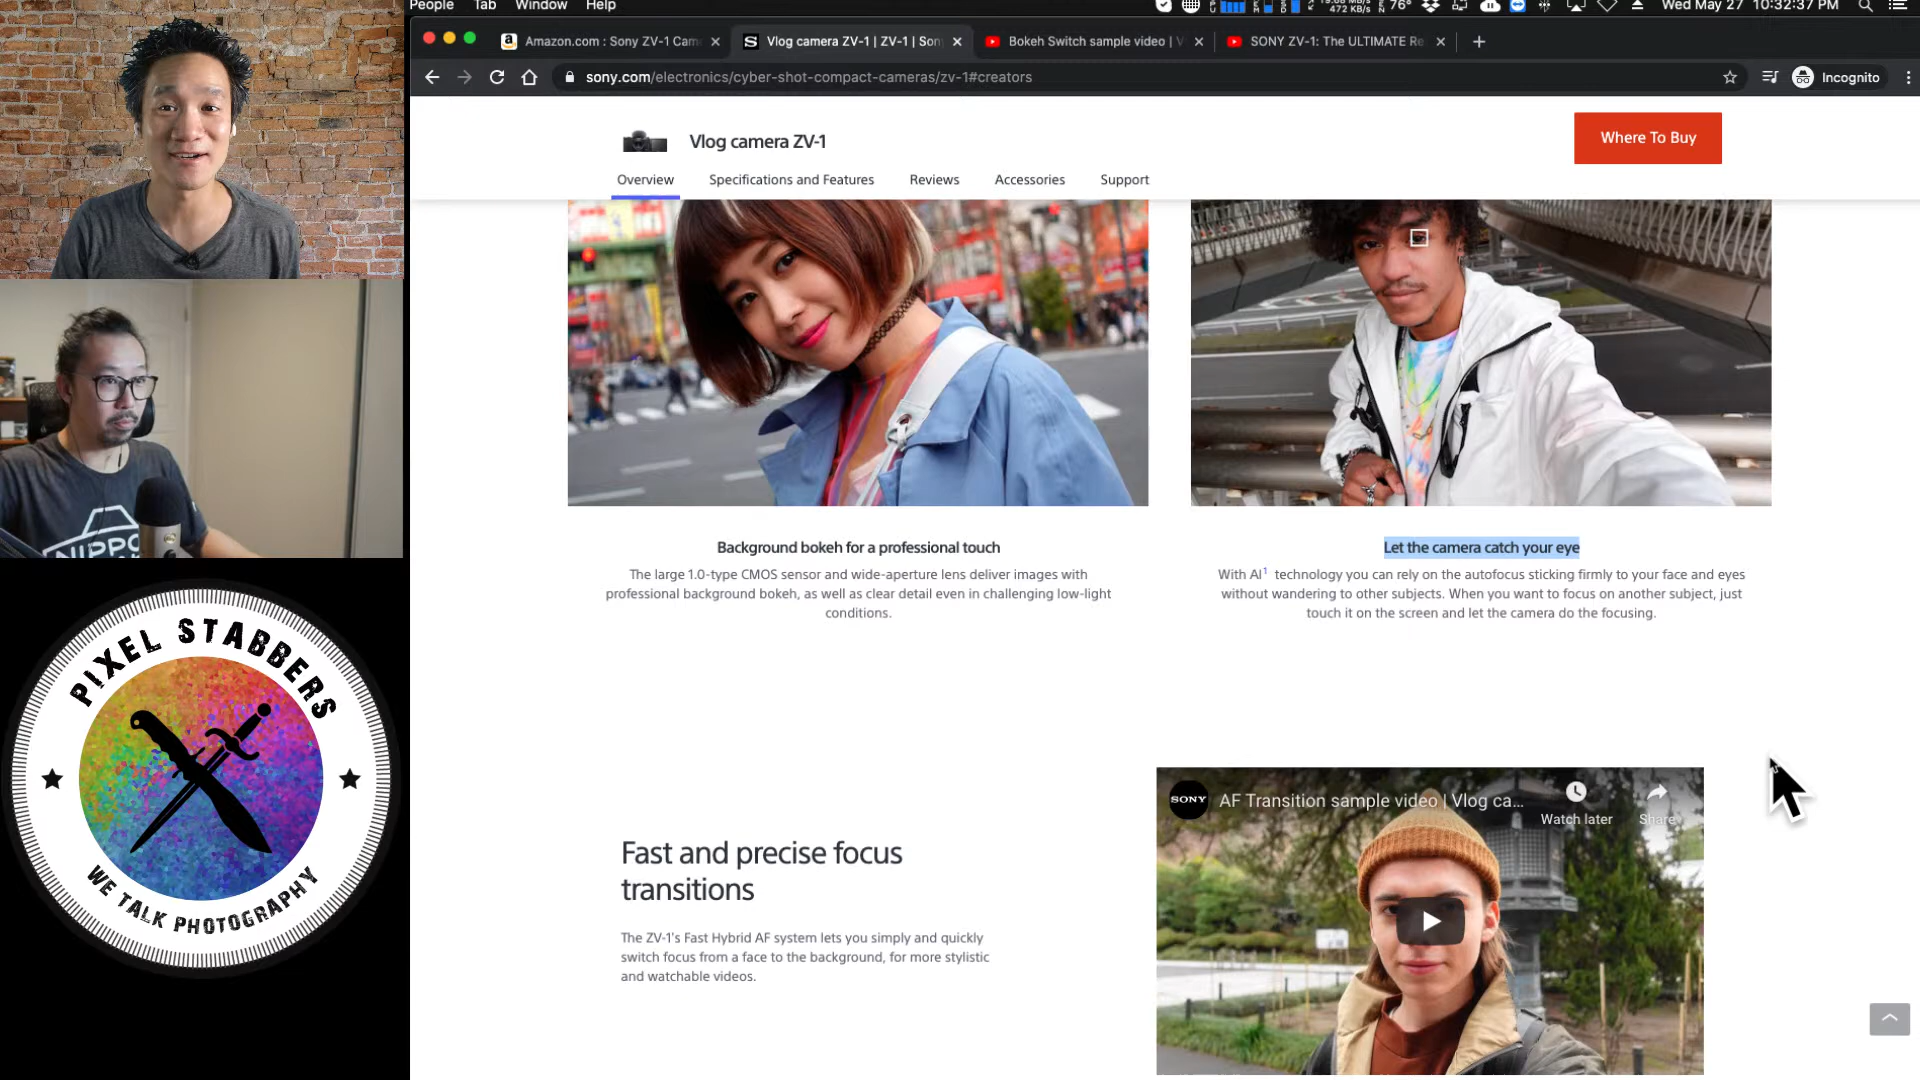 People Tab Window Help
472 KB/s 76° Wed May 27 10:32:37 PM
Amazon.com : Sony ZV-1 Cam
Vlog camera ZV-1 | ZV-1 | Son
Bokeh Switch sample video | V
SONY ZV-1: The ULTIMATE Re
sony.com/electronics/cyber-shot-compact-cameras/zv-1#creators
Incognito
Vlog camera ZV-1
Where To Buy
Overview Specifications and Features Reviews Accessories Support
Background bokeh for a professional touch
The large 1.0-type CMOS sensor and wide-aperture lens deliver images with
professional background bokeh, as well as clear detail even in challenging low-light
conditions.
Let the camera catch your eye
With AI1 technology you can rely on the autofocus sticking firmly to your face and eyes
without wandering to other subjects. When you want to focus on another subject, just
touch it on the screen and let the camera do the focusing.
NIPPO
PIXEL STABBERS
WE TALK PHOTOGRAPHY
Fast and precise focus
transitions
The ZV-1's Fast Hybrid AF system lets you simply and quickly
switch focus from a face to the background, for more stylistic
and watchable videos.
SONY
AF Transition sample video | Vlog ca...
Watch later
Share